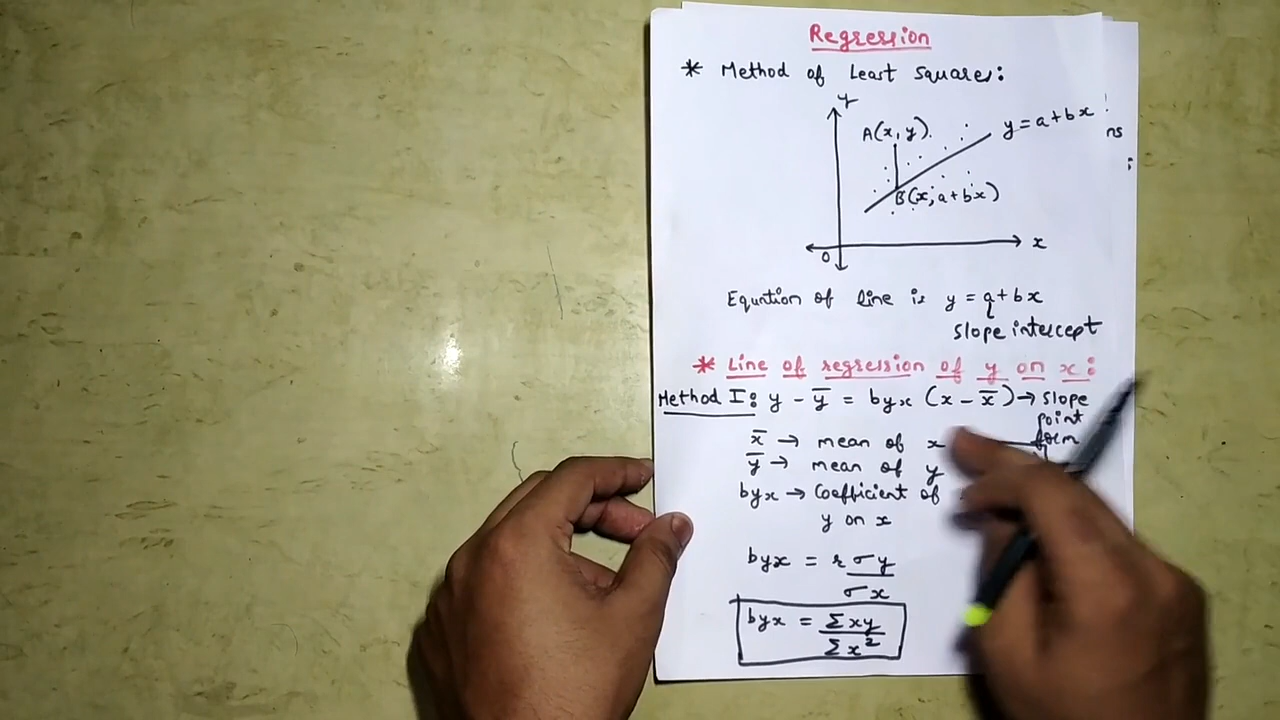 Regression
* Method of Least Squares:
y
A(x, y)
y = a + bx
!
ns
;
B(x, a + bx)
x
0
Equation of line is y = a + bx
slope intercept
* Line of regression of y on x:
Method I: y - ȳ = byx (x - x̄) → slope
point
form
x̄ → mean of x
ȳ → mean of y
byx → Coefficient of
y on x
byx = r σy / σx
byx = Σxy / Σx²